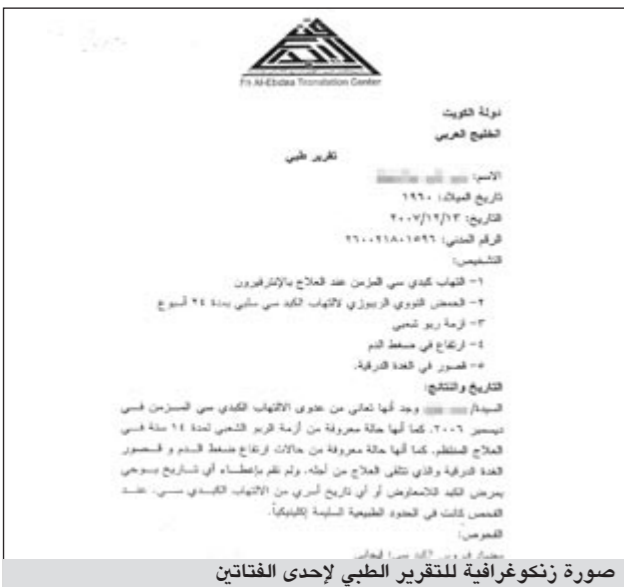 Fn Al-Ebdaa Translation Center
دولة الكويت
الخليج العربي
تقرير طبي
الاسم:
تاريخ الميلاد: ١٩٦٠
التاريخ: ٢٠٠٧/١٢/١٣
الرقم المدني: ٢٦٠٠٢١٨٠١٥٩٦
التشخيص:
١- التهاب كبدي سي المزمن عند العلاج بالإنترفيرون
٢- الحمض النووي الريبوزي لالتهاب الكبد سي سلبي بمدة ٢٤ أسبوع
٣- ازمة ربو شعبي
٤- ارتفاع في ضغط الدم
٥- قصور في الغدة الدرقية.
التاريخ والنتائج:
السيدة/ وجد أنها تعاني من عدوى الالتهاب الكبدي سي المزمن في
ديسمبر ٢٠٠٦، كما أنها حالة معروفة من أزمة الربو الشعبي لمدة ١٤ سنة في
العلاج المنتظم، كما أنها حالة معروفة من حالات ارتفاع ضغط الدم و قصور
الغدة الدرقية والذي تتلقى العلاج من أجله، ولم تقم بإعطاء أي تاريخ يوحي
بمرض الكبد اللامعاوض أو أي تاريخ أسري من الالتهاب الكبدي سي، عند
الفحص كانت في الحدود الطبيعية السليمة إكلينيكياً.
الفحوص:
صورة زنكوغرافية للتقرير الطبي لإحدى الفتاتين